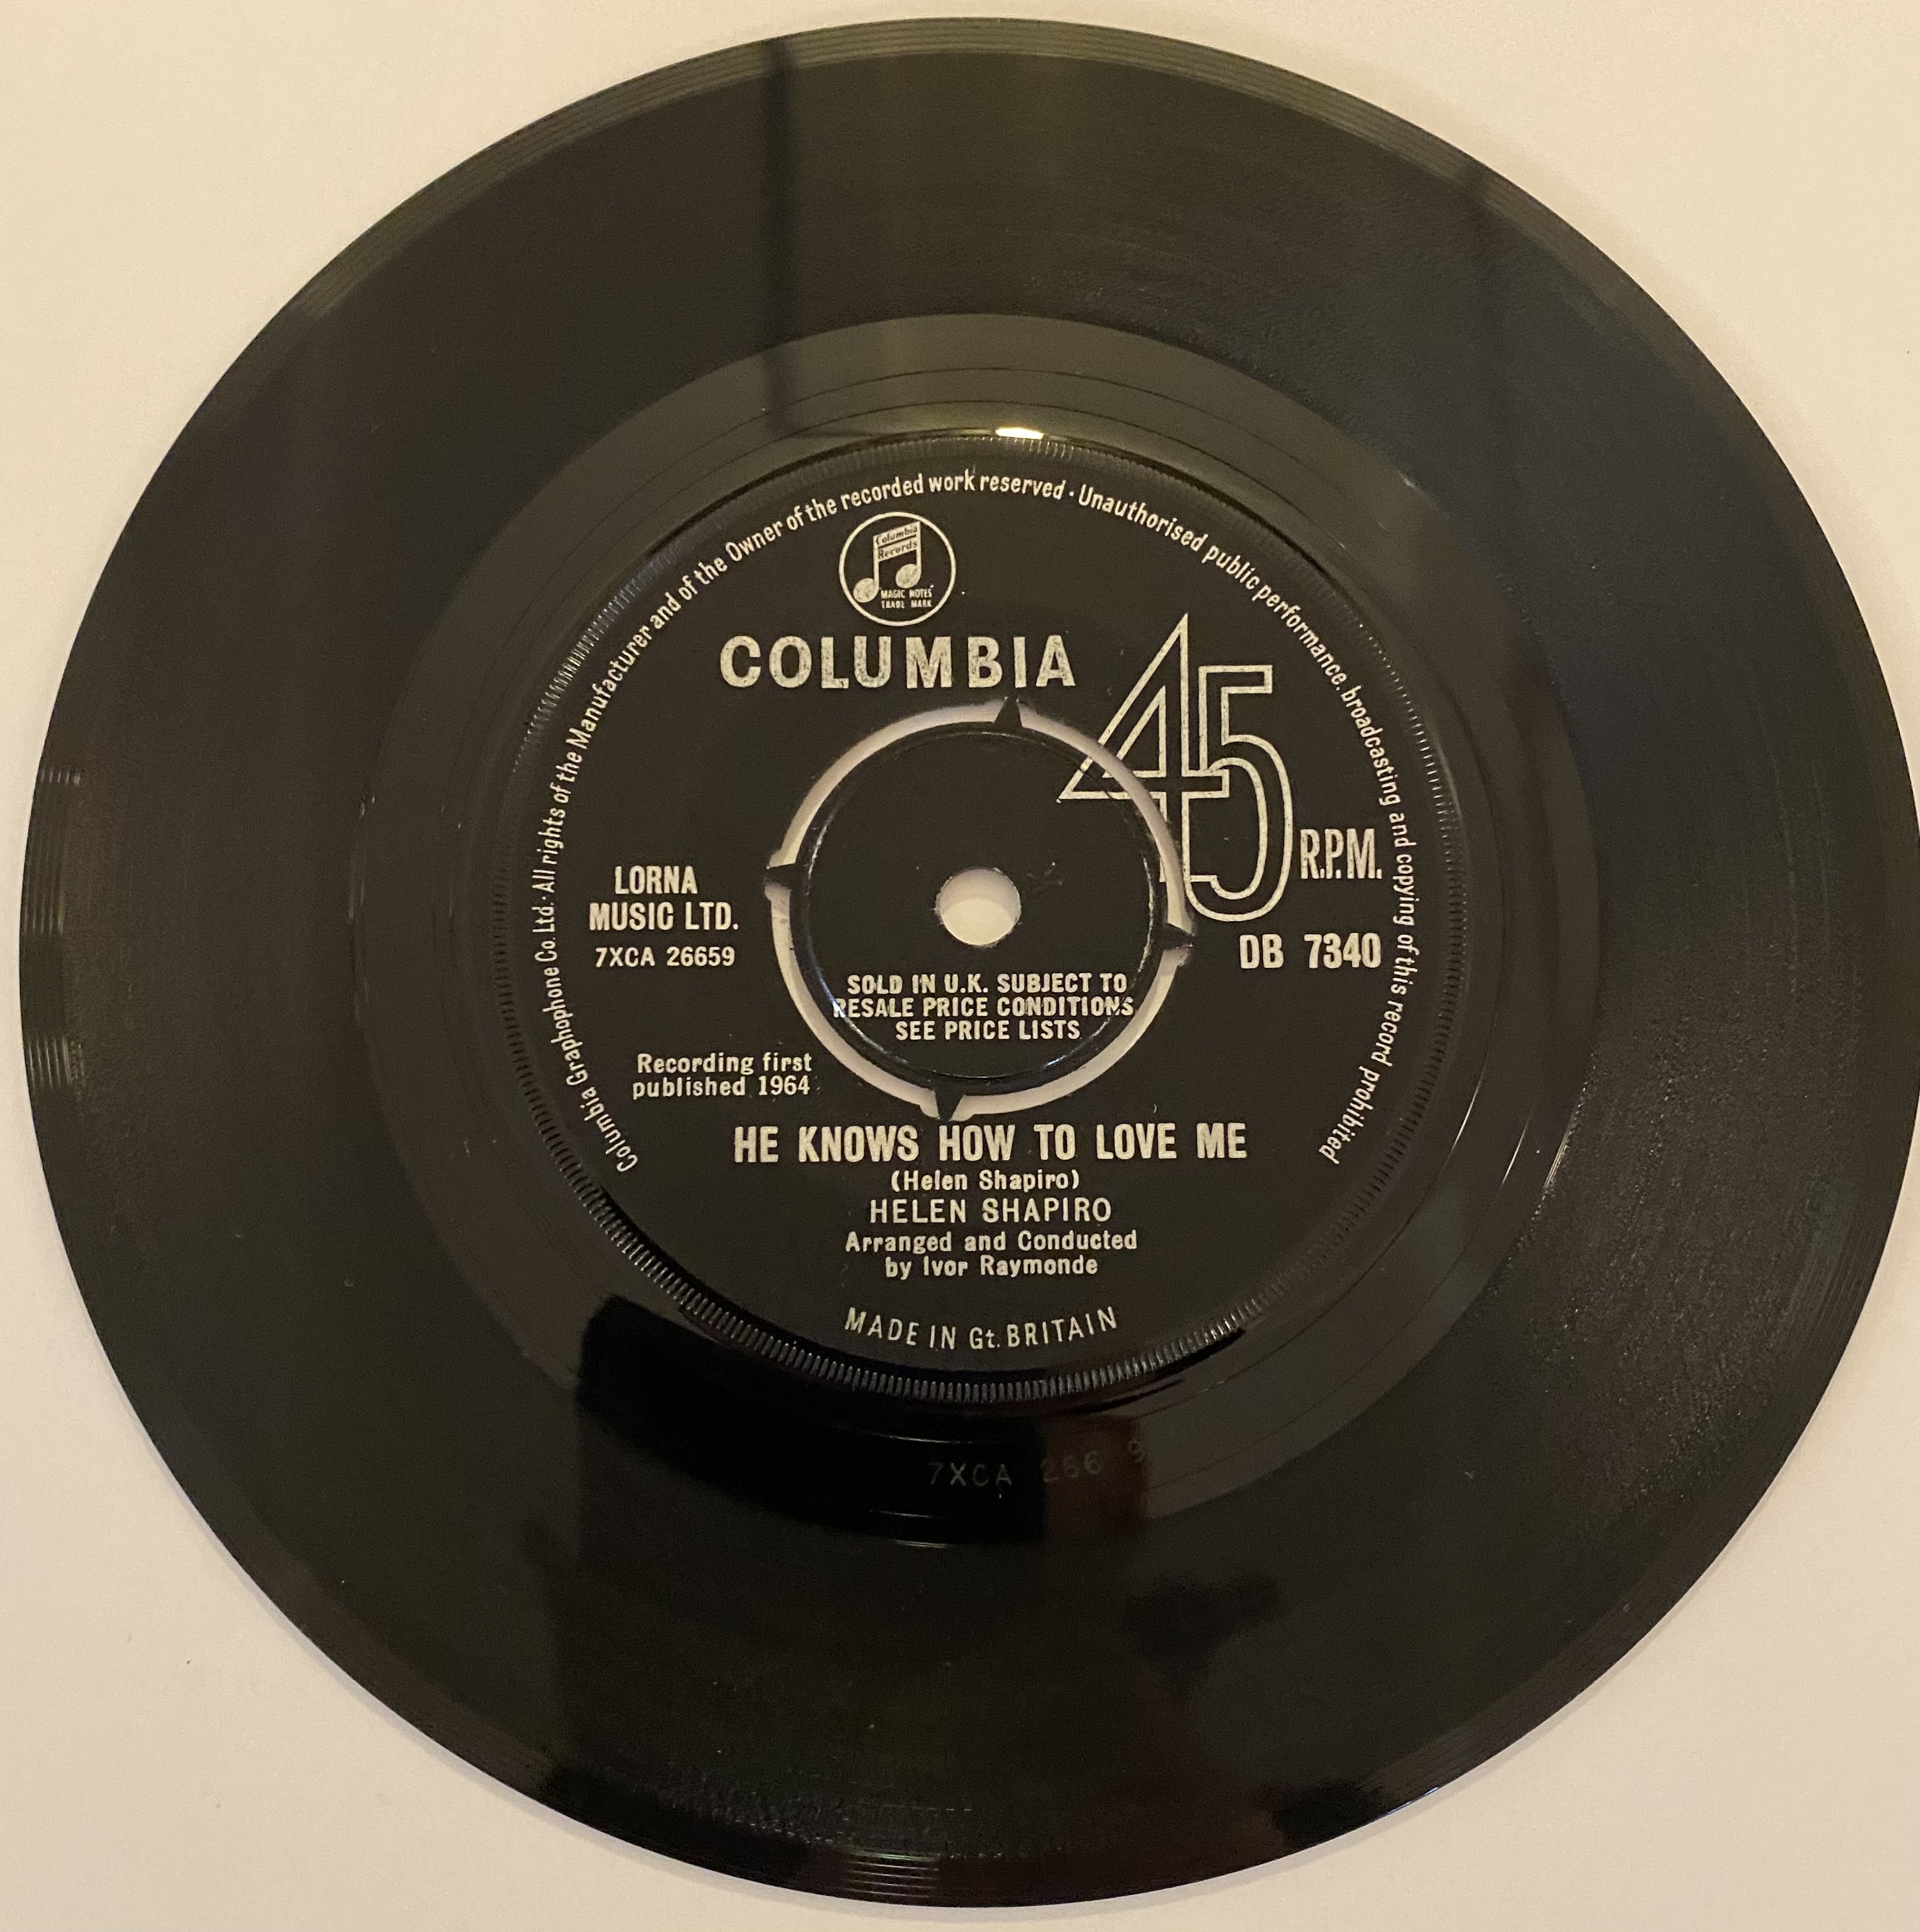 Columbia Graphophone Co. Ltd. · All rights of the Manufacturer and of the Owner of the recorded work reserved · Unauthorised public performance. broadcasting and copying of this record prohibited
Columbia
Records
MAGIC NOTES
TRADE MARK
COLUMBIA
45
R.P.M.
LORNA
MUSIC LTD.
7XCA 26659
DB 7340
SOLD IN U.K. SUBJECT TO
RESALE PRICE CONDITIONS
SEE PRICE LISTS
Recording first
published 1964
HE KNOWS HOW TO LOVE ME
(Helen Shapiro)
HELEN SHAPIRO
Arranged and Conducted
by Ivor Raymonde
MADE IN Gt. BRITAIN
7XCA 266 9